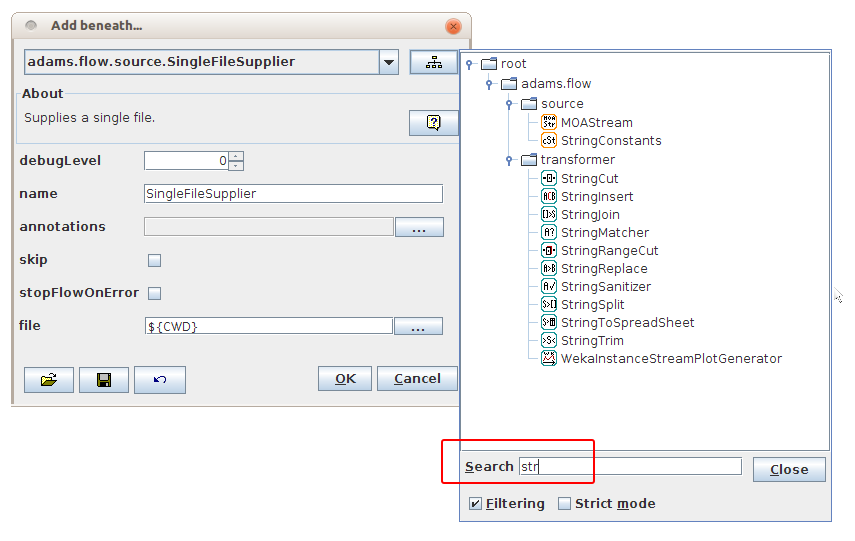 Add beneath...
adams.flow.source.SingleFileSupplier
About
Supplies a single file.
debugLevel
0
name
SingleFileSupplier
annotations
...
skip
stopFlowOnError
file
${CWD}
...
OK
Cancel
root
adams.flow
source
MOAStream
StringConstants
transformer
StringCut
StringInsert
StringJoin
StringMatcher
StringRangeCut
StringReplace
StringSanitizer
StringSplit
StringToSpreadSheet
StringTrim
WekaInstanceStreamPlotGenerator
Search
str
Close
Filtering
Strict mode